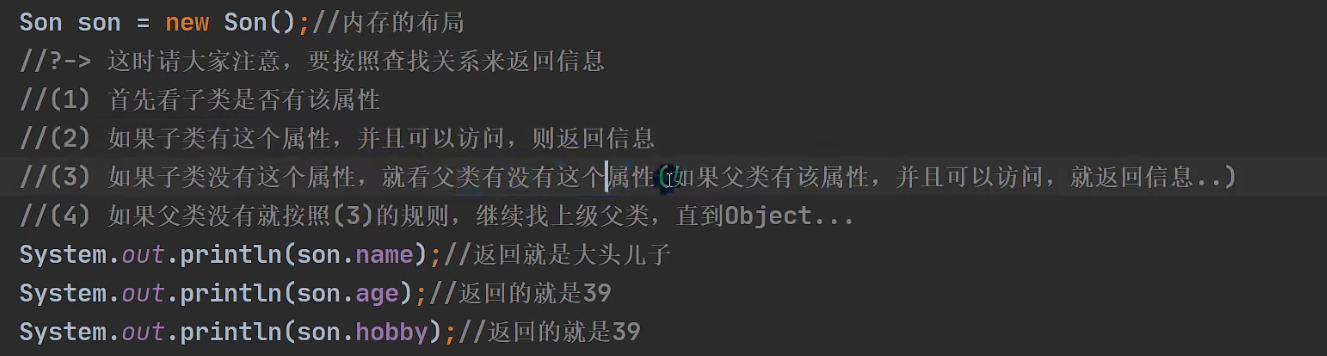 Son son = new Son();//内存的布局
//?-> 这时请大家注意，要按照查找关系来返回信息
//(1) 首先看子类是否有该属性
//(2) 如果子类有这个属性，并且可以访问，则返回信息
//(3) 如果子类没有这个属性，就看父类有没有这个属性(如果父类有该属性，并且可以访问，就返回信息..)
//(4) 如果父类没有就按照(3)的规则，继续找上级父类，直到Object...
System.out.println(son.name);//返回就是大头儿子
System.out.println(son.age);//返回的就是39
System.out.println(son.hobby);//返回的就是39